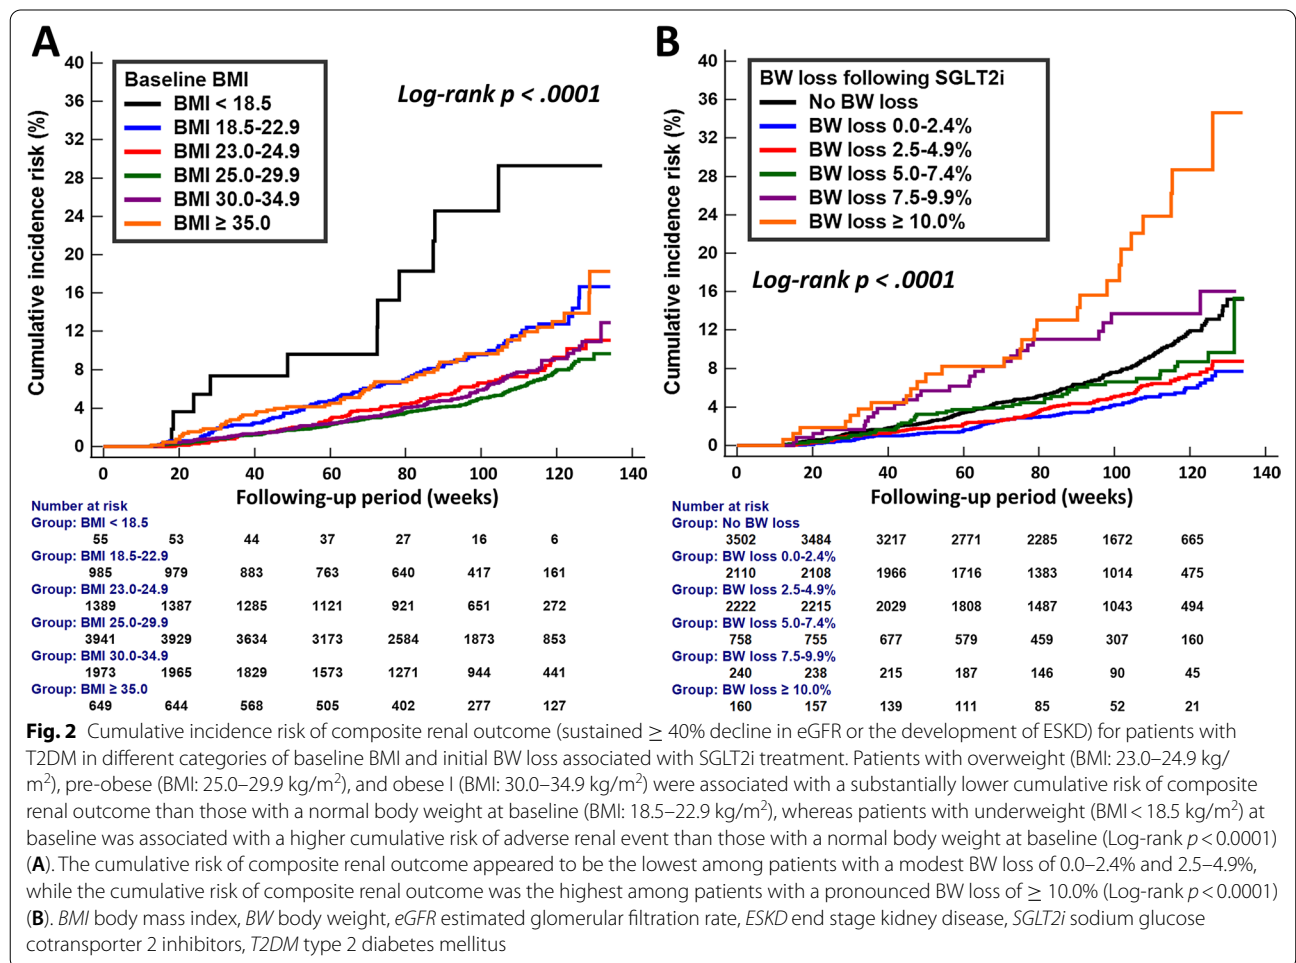 A
Cumulative incidence risk (%)
40
36
32
28
24
20
16
12
8
4
0
Baseline BMI
BMI < 18.5
BMI 18.5-22.9
BMI 23.0-24.9
BMI 25.0-29.9
BMI 30.0-34.9
BMI ≥ 35.0
Log-rank p < .0001
0 20 40 60 80 100 120 140
Following-up period (weeks)
Number at risk
Group: BMI < 18.5
55 53 44 37 27 16 6
Group: BMI 18.5-22.9
985 979 883 763 640 417 161
Group: BMI 23.0-24.9
1389 1387 1285 1121 921 651 272
Group: BMI 25.0-29.9
3941 3929 3634 3173 2584 1873 853
Group: BMI 30.0-34.9
1973 1965 1829 1573 1271 944 441
Group: BMI ≥ 35.0
649 644 568 505 402 277 127
B
Cumulative incidence risk (%)
40
36
32
28
24
20
16
12
8
4
0
BW loss following SGLT2i
No BW loss
BW loss 0.0-2.4%
BW loss 2.5-4.9%
BW loss 5.0-7.4%
BW loss 7.5-9.9%
BW loss ≥ 10.0%
Log-rank p < .0001
0 20 40 60 80 100 120 140
Following-up period (weeks)
Number at risk
Group: No BW loss
3502 3484 3217 2771 2285 1672 665
Group: BW loss 0.0-2.4%
2110 2108 1966 1716 1383 1014 475
Group: BW loss 2.5-4.9%
2222 2215 2029 1808 1487 1043 494
Group: BW loss 5.0-7.4%
758 755 677 579 459 307 160
Group: BW loss 7.5-9.9%
240 238 215 187 146 90 45
Group: BW loss ≥ 10.0%
160 157 139 111 85 52 21
Fig. 2 Cumulative incidence risk of composite renal outcome (sustained ≥ 40% decline in eGFR or the development of ESKD) for patients with
T2DM in different categories of baseline BMI and initial BW loss associated with SGLT2i treatment. Patients with overweight (BMI: 23.0–24.9 kg/
m²), pre-obese (BMI: 25.0–29.9 kg/m²), and obese I (BMI: 30.0–34.9 kg/m²) were associated with a substantially lower cumulative risk of composite
renal outcome than those with a normal body weight at baseline (BMI: 18.5–22.9 kg/m²), whereas patients with underweight (BMI < 18.5 kg/m²) at
baseline was associated with a higher cumulative risk of adverse renal event than those with a normal body weight at baseline (Log-rank p < 0.0001)
(A). The cumulative risk of composite renal outcome appeared to be the lowest among patients with a modest BW loss of 0.0–2.4% and 2.5–4.9%,
while the cumulative risk of composite renal outcome was the highest among patients with a pronounced BW loss of ≥ 10.0% (Log-rank p < 0.0001)
(B). BMI body mass index, BW body weight, eGFR estimated glomerular filtration rate, ESKD end stage kidney disease, SGLT2i sodium glucose
cotransporter 2 inhibitors, T2DM type 2 diabetes mellitus